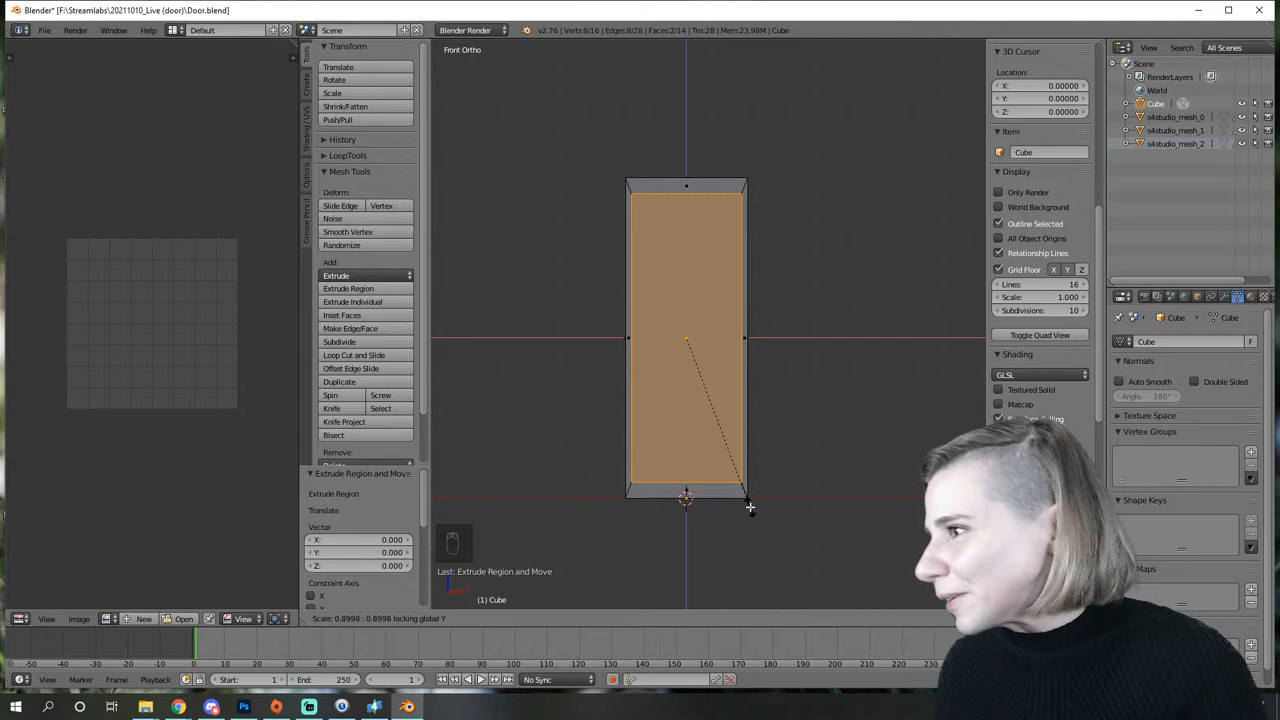 Blender* [F:\Streamlabs\20211010_Live (door)\Door.blend]
File Render Window Help Default Scene Blender Render v2.76 | Verts:8/16 | Edges:8/28 | Faces:2/14 | Tris:28 | Mem:23.98M | Cube
View Search All Scenes
Tools
Create
Shading / UVs
Options
Grease Pencil
Transform
Translate
Rotate
Scale
Shrink/Fatten
Push/Pull
History
LoopTools
Mesh Tools
Deform:
Slide Edge Vertex
Noise
Smooth Vertex
Randomize
Add:
Extrude
Extrude Region
Extrude Individual
Inset Faces
Make Edge/Face
Subdivide
Loop Cut and Slide
Offset Edge Slide
Duplicate
Spin Screw
Knife Select
Knife Project
Bisect
Remove:
Extrude Region and Move
Extrude Region
Translate
Vector
X: 0.000
Y: 0.000
Z: 0.000
Constraint Axis
X
Front Ortho
Last: Extrude Region and Move
(1) Cube
3D Cursor
Location:
X: 0.00000
Y: 0.00000
Z: 0.00000
Item
Cube
Display
Only Render
World Background
Outline Selected
All Object Origins
Relationship Lines
Grid Floor X Y Z
Lines: 16
Scale: 1.000
Subdivisions: 10
Toggle Quad View
Shading
GLSL
Textured Solid
Matcap
Scene
RenderLayers
World
Cube
s4studio_mesh_0
s4studio_mesh_1
s4studio_mesh_2
Cube Cube
Cube F
Normals
Auto Smooth Double Sided
Angle: 180°
Texture Space
Vertex Groups
Shape Keys
Maps
View Image New Open View Scale: 0.8998 : 0.8998 locking global Y
-50 -40 -30 -20 -10 0 10 20 30 40 50 60 70 80 90 100 110 120 130 140 150 160 170 180 190 200 210 220 230
View Marker Frame Playback Start: 1 End: 250 1 No Sync